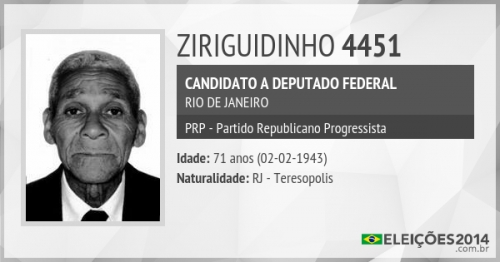 ZIRIGUIDINHO 4451
CANDIDATO A DEPUTADO FEDERAL
RIO DE JANEIRO
PRP - Partido Republicano Progressista
Idade: 71 anos (02-02-1943)
Naturalidade: RJ - Teresopolis
ELEIÇÕES2014
.com.br